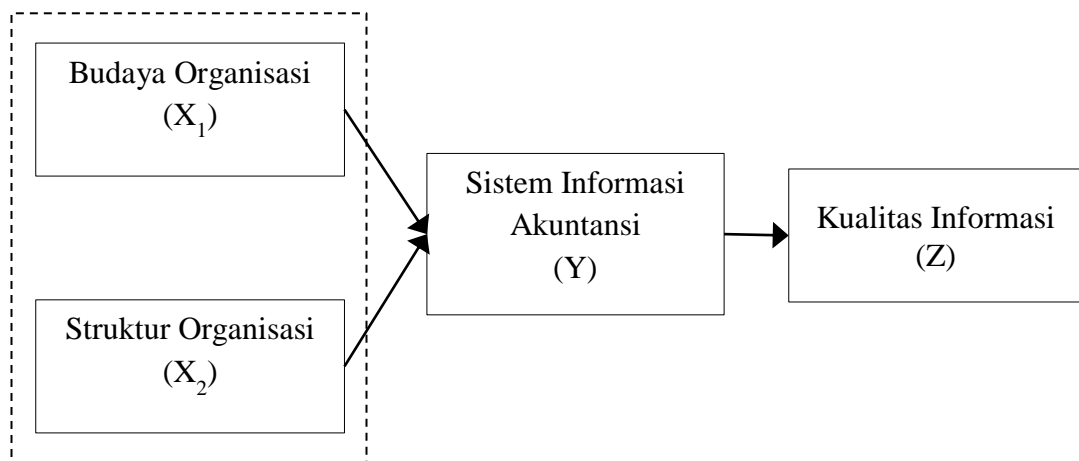 Budaya Organisasi
(X₁)
Sistem Informasi
Akuntansi
(Y)
Kualitas Informasi
(Z)
Struktur Organisasi
(X₂)